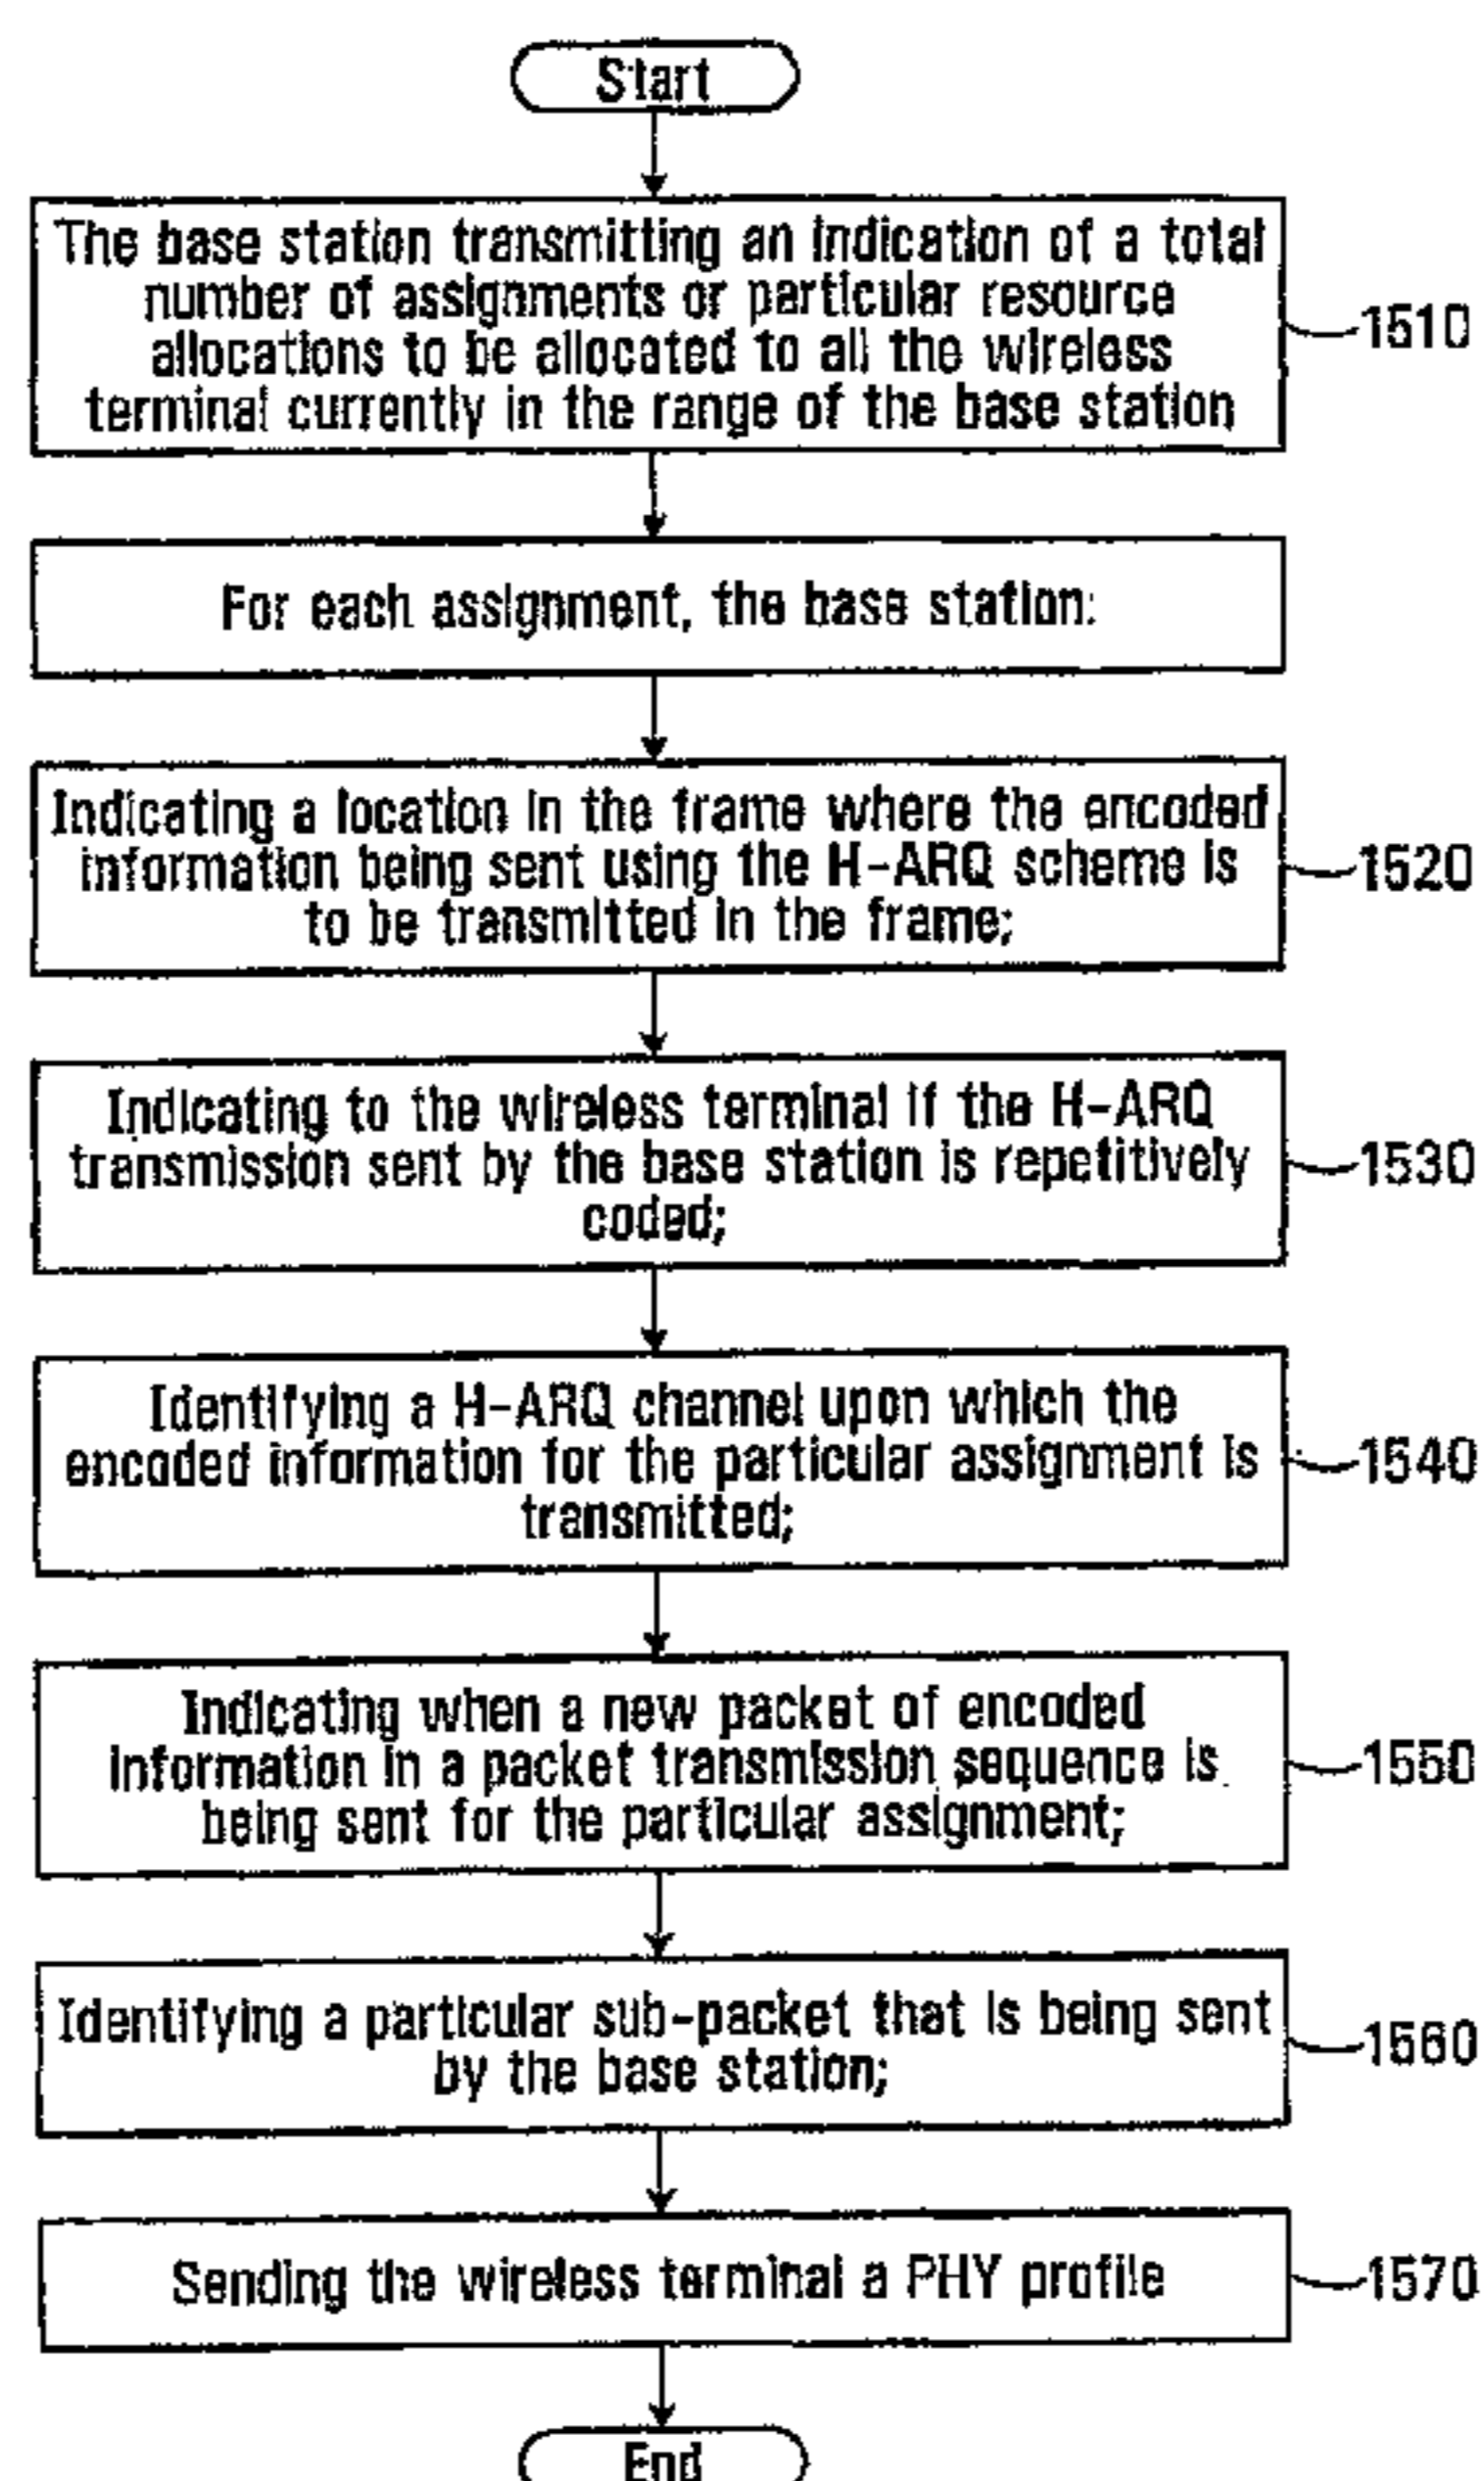 Start
The base station transmitting an indication of a total
number of assignments or particular resource
allocations to be allocated to all the wireless
terminal currently in the range of the base station
1510
For each assignment, the base station:
Indicating a location in the frame where the encoded
information being sent using the H-ARQ scheme is
to be transmitted in the frame;
1520
Indicating to the wireless terminal if the H-ARQ
transmission sent by the base station is repetitively
coded;
1530
Identifying a H-ARQ channel upon which the
encoded information for the particular assignment is
transmitted;
1540
Indicating when a new packet of encoded
information in a packet transmission sequence is
being sent for the particular assignment;
1550
Identifying a particular sub-packet that is being sent
by the base station;
1560
Sending the wireless terminal a PHY profile
1570
End